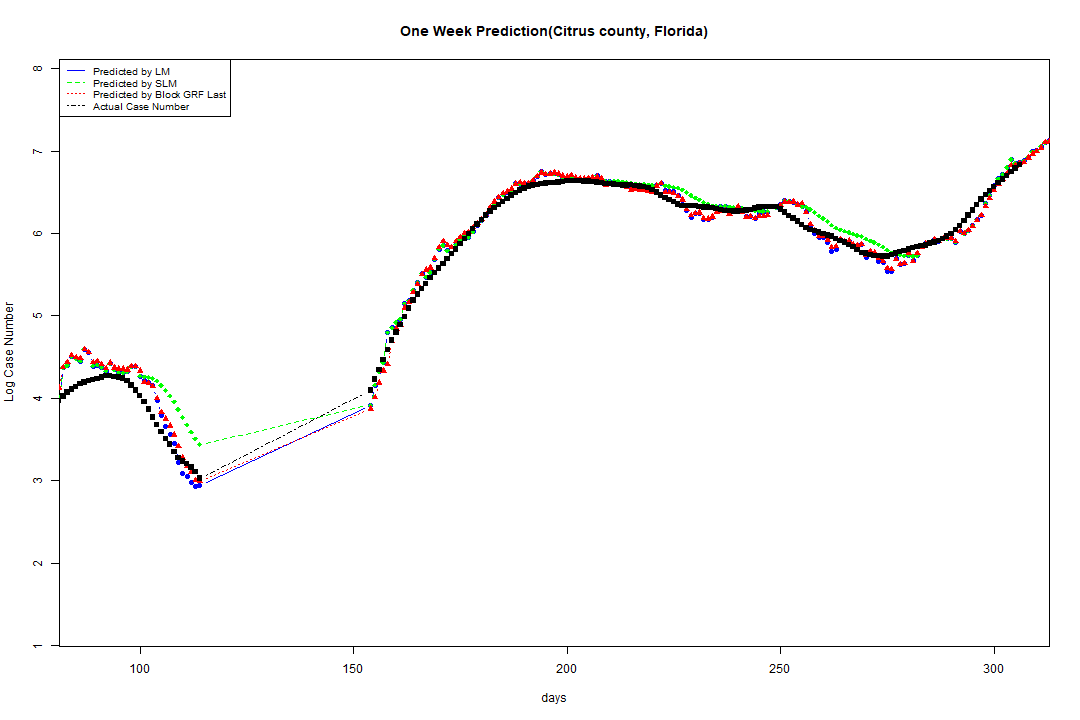 One Week Prediction(Citrus county, Florida)
Predicted by LM
Predicted by SLM
Predicted by Block GRF Last
Actual Case Number
8
7
6
5
4
3
2
1
Log Case Number
100 150 200 250 300
days